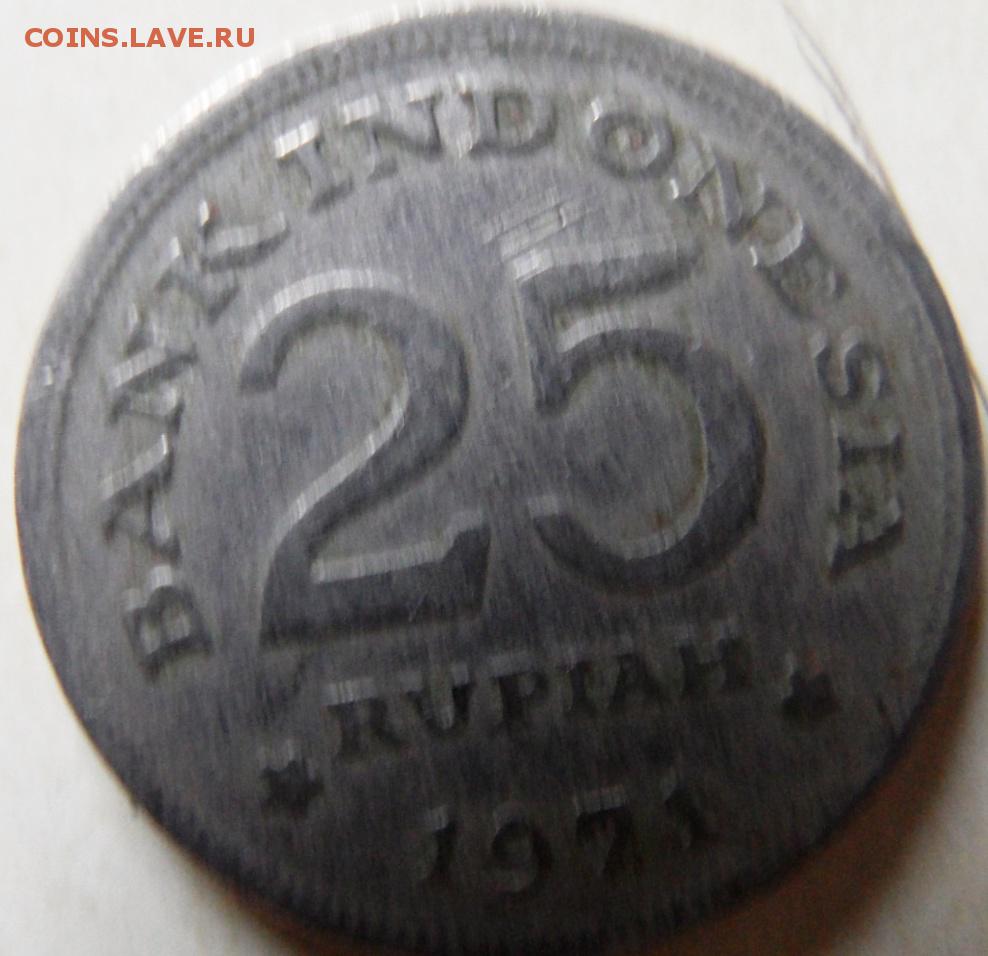 COINS.LAVE.RU
BANK INDONESIA
25
RUPIAH
1971